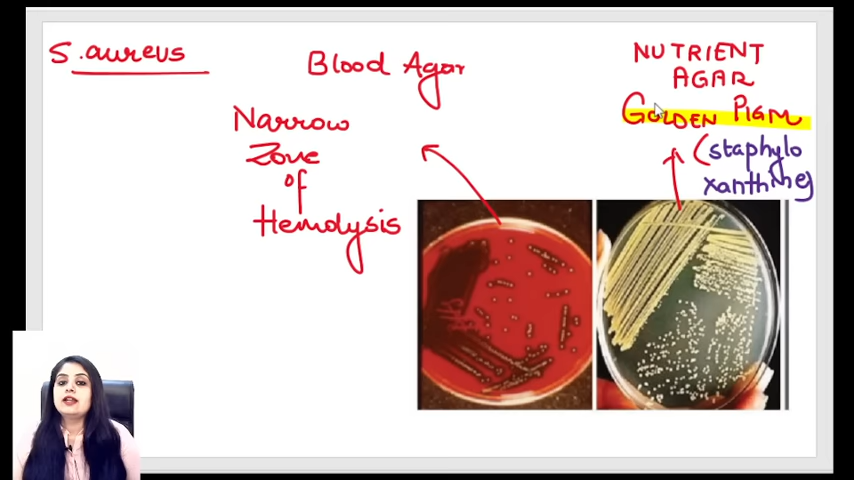 S.aureus
Blood Agar
Narrow
Zone
of
Hemolysis
NUTRIENT
AGAR
GOLDEN PIGM
(staphylo
xanthine)